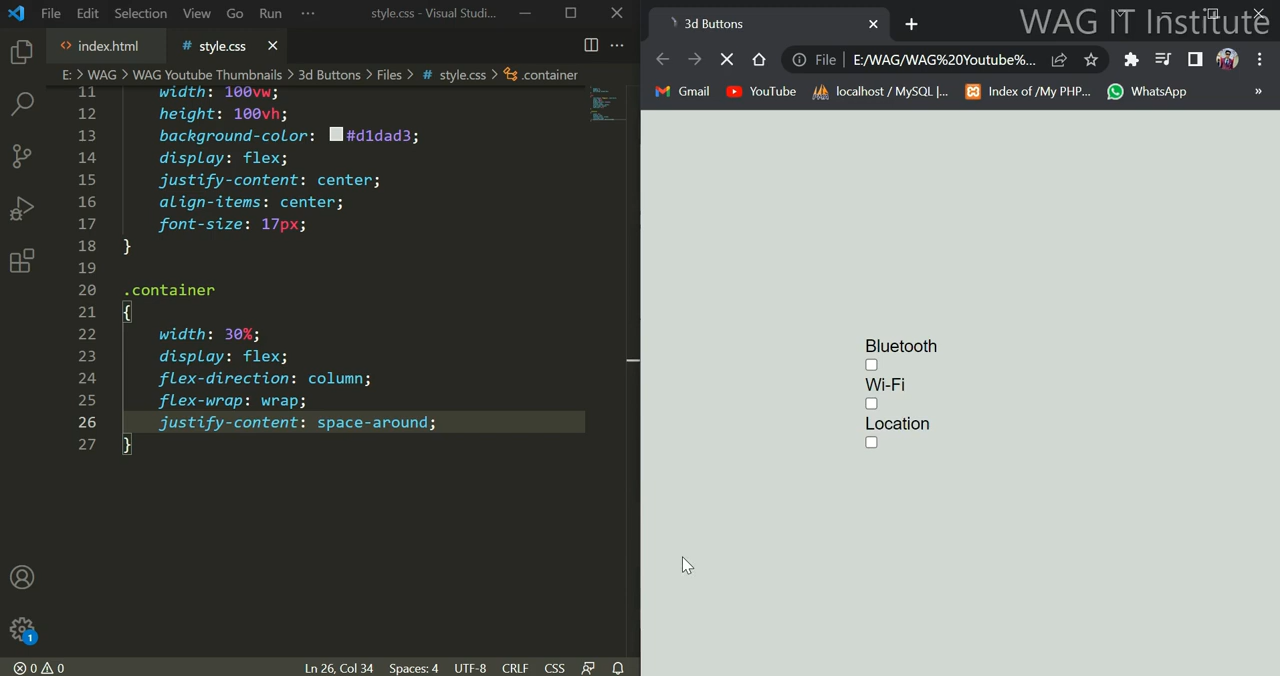 File Edit Selection View Go Run ··· style.css - Visual Studi...
index.html # style.css
E: > WAG > WAG Youtube Thumbnails > 3d Buttons > Files > # style.css > .container
11 width: 100vw;
12 height: 100vh;
13 background-color: #d1dad3;
14 display: flex;
15 justify-content: center;
16 align-items: center;
17 font-size: 17px;
18 }
19
20 .container
21 {
22 width: 30%;
23 display: flex;
24 flex-direction: column;
25 flex-wrap: wrap;
26 justify-content: space-around;
27 }
1
0 0 Ln 26, Col 34 Spaces: 4 UTF-8 CRLF CSS
3d Buttons
WAG IT Institute
File E:/WAG/WAG%20Youtube%...
Gmail YouTube localhost / MySQL |... Index of /My PHP... WhatsApp »
Bluetooth
Wi-Fi
Location